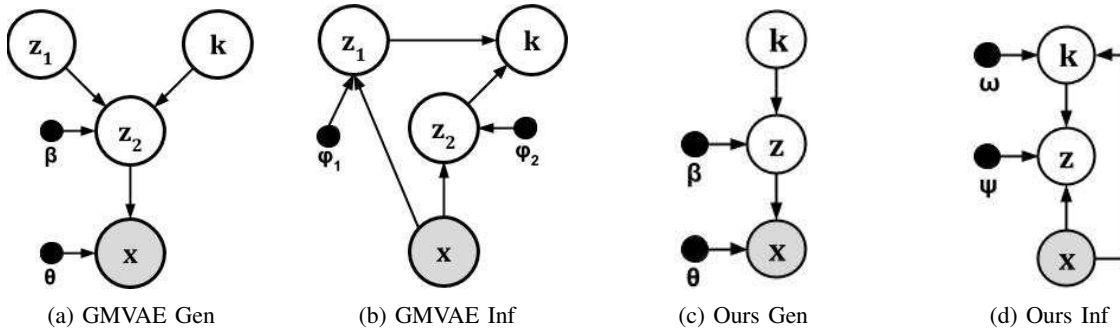 z1 k
β z2
θ x
(a) GMVAE Gen
z1 k
φ1 z2 φ2
x
(b) GMVAE Inf
k
β z
θ x
(c) Ours Gen
ω k
ψ z
x
(d) Ours Inf